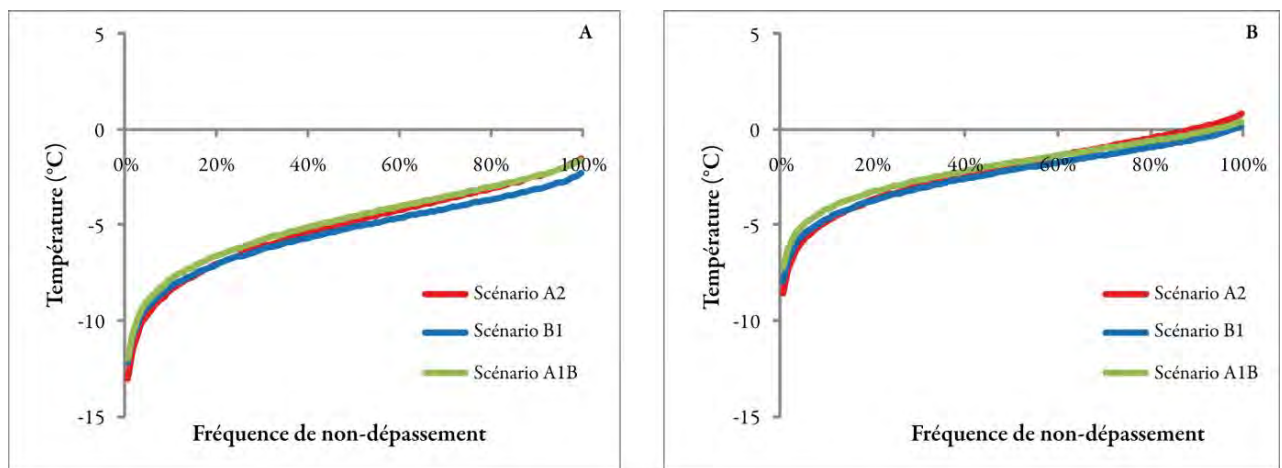 A
5
0
-5
-10
-15
0%
20%
40%
60%
80%
100%
Température (°C)
Scénario A2
Scénario B1
Scénario A1B
Fréquence de non-dépassement
B
5
0
-5
-10
-15
0%
20%
40%
60%
80%
100%
Température (°C)
Scénario A2
Scénario B1
Scénario A1B
Fréquence de non-dépassement